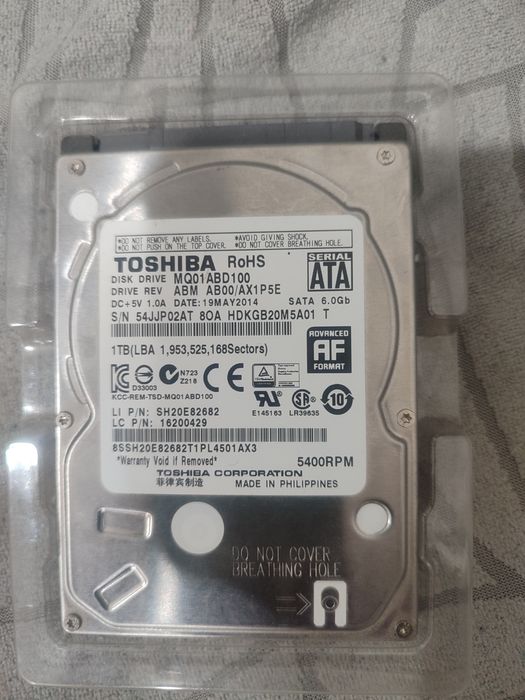 *DO NOT REMOVE ANY LABELS. *AVOID GIVING SHOCK.
*DO NOT PUSH ON THE TOP COVER. *DO NOT COVER BREATHING HOLE.
TOSHIBA RoHS
SERIAL ATA
DISK DRIVE MQ01ABD100
DRIVE REV ABM AB00/AX1P5E
DC+5V 1.0A DATE:19MAY2014 SATA 6.0Gb
S/N 54JJP02AT 8OA HDKGB20M5A01 T
ADVANCED
AF
FORMAT
1TB(LBA 1,953,525,168Sectors)
D33003
N723
Z218
CE
KCC-REM-TSD-MQ01ABD100
E145163 LR39635
10
LI P/N: SH20E82682
LC P/N: 16200429
8SSH20E82682T1PL4501AX3
*Warranty Void if Removed* 5400RPM
TOSHIBA CORPORATION
菲律宾制造 MADE IN PHILIPPINES
DO NOT COVER
BREATHING HOLE